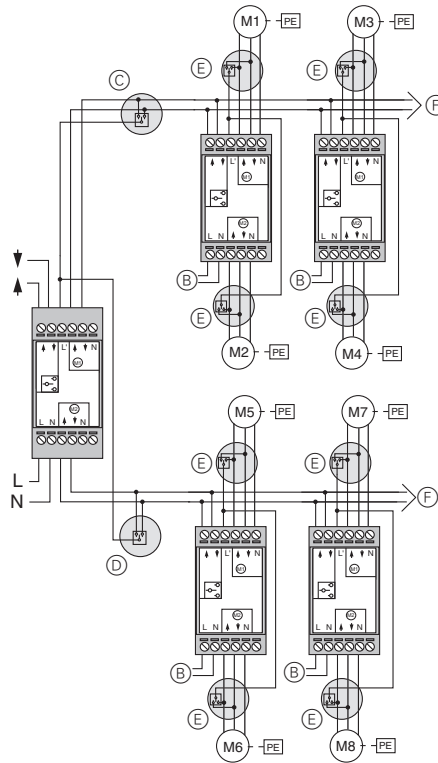 M1 PE M3 PE
E E
C
F
L' N L' N
M1 M1
M2 M2
L N N L N N
B B
E E
M2 PE M4 PE
L' N
M1
M2
L N N
L
N
M5 PE M7 PE
E E
F
D
L' N L' N
M1 M1
M2 M2
L N N L N N
B B
E E
M6 PE M8 PE